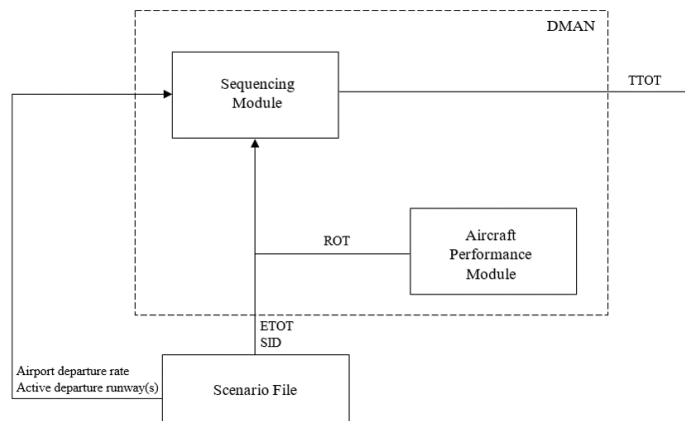 DMAN
Sequencing
Module
TTOT
ROT
Aircraft
Performance
Module
ETOT
SID
Airport departure rate
Active departure runway(s)
Scenario File